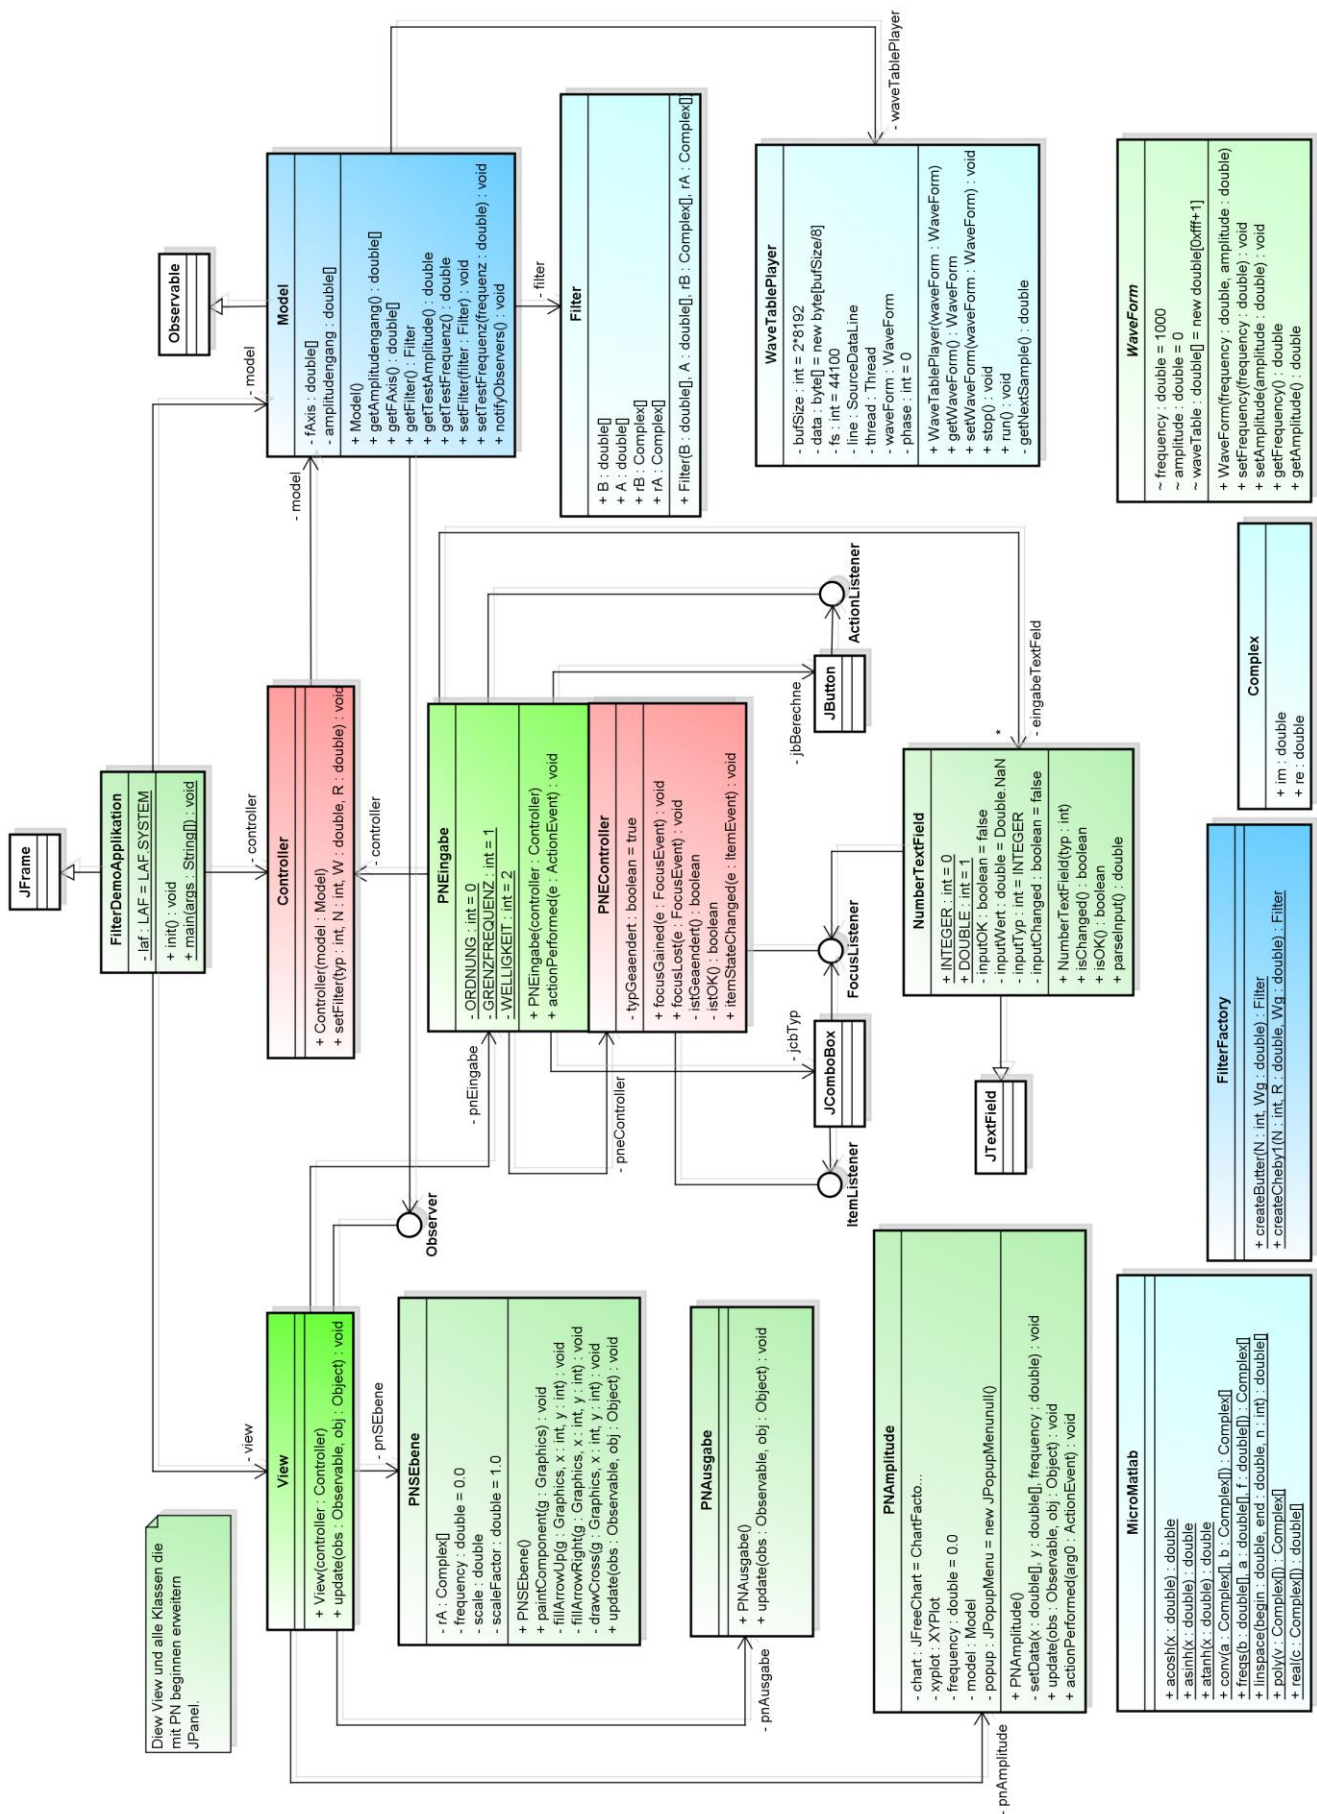 Diew View und alle Klassen die
mit PN beginnen erweitern
JPanel.
JFrame
FilterDemoApplikation
- laf : LAF = LAF.SYSTEM
+ init() : void
+ main(args : String[]) : void
- view
- controller
- model
Observable
View
+ View(controller : Controller)
+ update(obs : Observable, obj : Object) : void
Controller
+ Controller(model : Model)
+ setFilter(typ : int, N : int, W : double, R : double) : void
- model
Model
- fAxis : double[]
- amplitudengang : double[]
+ Model()
+ getAmplitudengang() : double[]
+ getFAxis() : double[]
+ getFilter() : Filter
+ getTestAmplitude() : double
+ getTestFrequenz() : double
+ setFilter(filter : Filter) : void
+ setTestFrequenz(frequenz : double) : void
+ notifyObservers() : void
- pnSEbene
- pnEingabe
- controller
Observer
- filter
PNSEbene
- rA : Complex[]
- frequency : double = 0.0
- scale : double
- scaleFactor : double = 1.0
+ PNSEbene()
+ paintComponent(g : Graphics) : void
- fillArrowUp(g : Graphics, x : int, y : int) : void
- fillArrowRight(g : Graphics, x : int, y : int) : void
- drawCross(g : Graphics, x : int, y : int) : void
+ update(obs : Observable, obj : Object) : void
PNEingabe
- ORDNUNG : int = 0
- GRENZFREQUENZ : int = 1
- WELLIGKEIT : int = 2
+ PNEingabe(controller : Controller)
+ actionPerformed(e : ActionEvent) : void
- pneController
PNEController
- typGeaendert : boolean = true
+ focusGained(e : FocusEvent) : void
+ focusLost(e : FocusEvent) : void
- istGeaendert() : boolean
- istOK() : boolean
+ itemStateChanged(e : ItemEvent) : void
Filter
+ B : double[]
+ A : double[]
+ rB : Complex[]
+ rA : Complex[]
+ Filter(B : double[], A : double[], rB : Complex[], rA : Complex[])
- pnAusgabe
PNAusgabe
+ PNAusgabe()
+ update(obs : Observable, obj : Object) : void
- jcbTyp
- jbBerechne
JComboBox
JButton
ItemListener
FocusListener
ActionListener
- waveTablePlayer
WaveTablePlayer
- bufSize : int = 2*8192
- data : byte[] = new byte[bufSize/8]
- fs : int = 44100
- line : SourceDataLine
- thread : Thread
- waveForm : WaveForm
- phase : int = 0
+ WaveTablePlayer(waveForm : WaveForm)
+ getWaveForm() : WaveForm
+ setWaveForm(waveForm : WaveForm) : void
+ stop() : void
+ run() : void
- getNextSample() : double
- pnAmplitude
PNAmplitude
- chart : JFreeChart = ChartFacto...
- xyplot : XYPlot
- frequency : double = 0.0
- model : Model
- popup : JPopupMenu = new JPopupMenunull()
+ PNAmplitude()
- setData(x : double[], y : double[], frequency : double) : void
+ update(obs : Observable, obj : Object) : void
+ actionPerformed(arg0 : ActionEvent) : void
JTextField
*
- eingabeTextFeld
NumberTextField
+ INTEGER : int = 0
+ DOUBLE : int = 1
- inputOK : boolean = false
- inputWert : double = Double.NaN
- inputTyp : int = INTEGER
- inputChanged : boolean = false
+ NumberTextField(typ : int)
+ isChanged() : boolean
+ isOK() : boolean
+ parseInput() : double
MicroMatlab
+ acosh(x : double) : double
+ asinh(x : double) : double
+ atanh(x : double) : double
+ conv(a : Complex[], b : Complex[]) : Complex[]
+ freqs(b : double[], a : double[], f : double[]) : Complex[]
+ linspace(begin : double, end : double, n : int) : double[]
+ poly(v : Complex[]) : Complex[]
+ real(c : Complex[]) : double[]
FilterFactory
+ createButter(N : int, Wg : double) : Filter
+ createCheby1(N : int, R : double, Wg : double) : Filter
Complex
+ im : double
+ re : double
WaveForm
~ frequency : double = 1000
~ amplitude : double = 0
~ waveTable : double[] = new double[0xfff+1]
+ WaveForm(frequency : double, amplitude : double)
+ setFrequency(frequency : double) : void
+ setAmplitude(amplitude : double) : void
+ getFrequency() : double
+ getAmplitude() : double